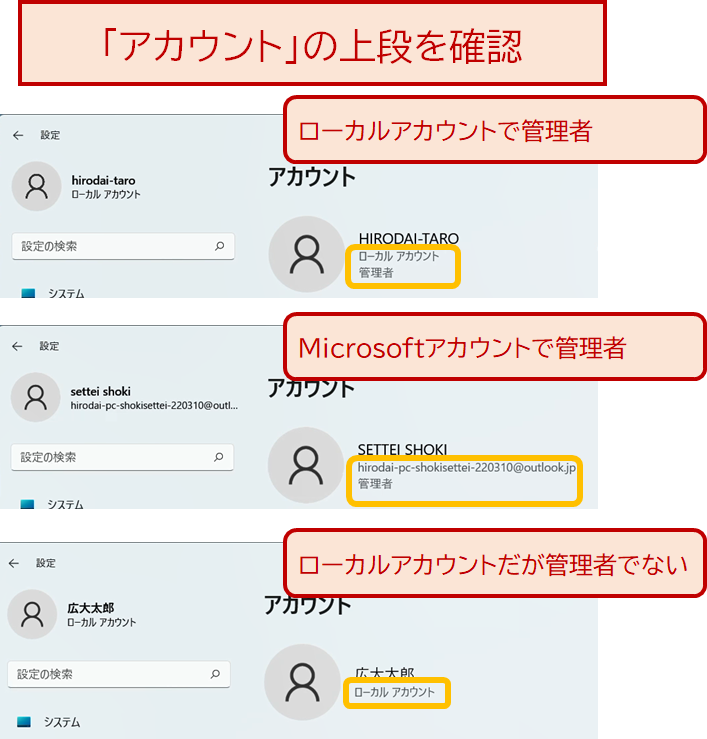 「アカウント」の上段を確認
ローカルアカウントで管理者
← 設定
アカウント
hirodai-taro
ローカル アカウント
HIRODAI-TARO
ローカル アカウント
管理者
設定の検索
システム
Microsoftアカウントで管理者
← 設定
アカウント
settei shoki
hirodai-pc-shokisettei-220310@outl...
SETTEI SHOKI
hirodai-pc-shokisettei-220310@outlook.jp
管理者
設定の検索
システム
ローカルアカウントだが管理者でない
← 設定
アカウント
広大太郎
ローカル アカウント
広大太郎
ローカル アカウント
設定の検索
システム